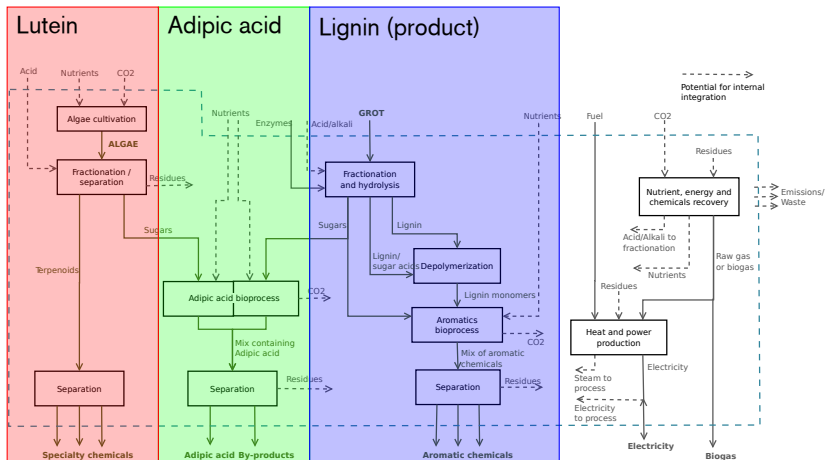 Lutein
Adipic acid
Lignin (product)
Acid
Nutrients
CO2
Algae cultivation
ALGAE
Fractionation /
separation
Residues
Sugars
Terpenoids
Separation
Specialty chemicals
Nutrients
Adipic acid bioprocess
CO2
Mix containing
Adipic acid
Separation
Residues
Adipic acid By-products
Enzymes
Acid/alkali
GROT
Nutrients
Fractionation
and hydrolysis
Sugars
Lignin
Lignin/
sugar acids
Depolymerization
Lignin monomers
Aromatics
bioprocess
CO2
Mix of aromatic
chemicals
Separation
Residues
Aromatic chemicals
Potential for internal
integration
Fuel
CO2
Residues
Nutrient, energy and
chemicals recovery
Emissions/
Waste
Acid/Alkali to
fractionation
Nutrients
Raw gas
or biogas
Residues
Heat and power
production
Steam to
process
Electricity
Electricity
to process
Electricity
Biogas